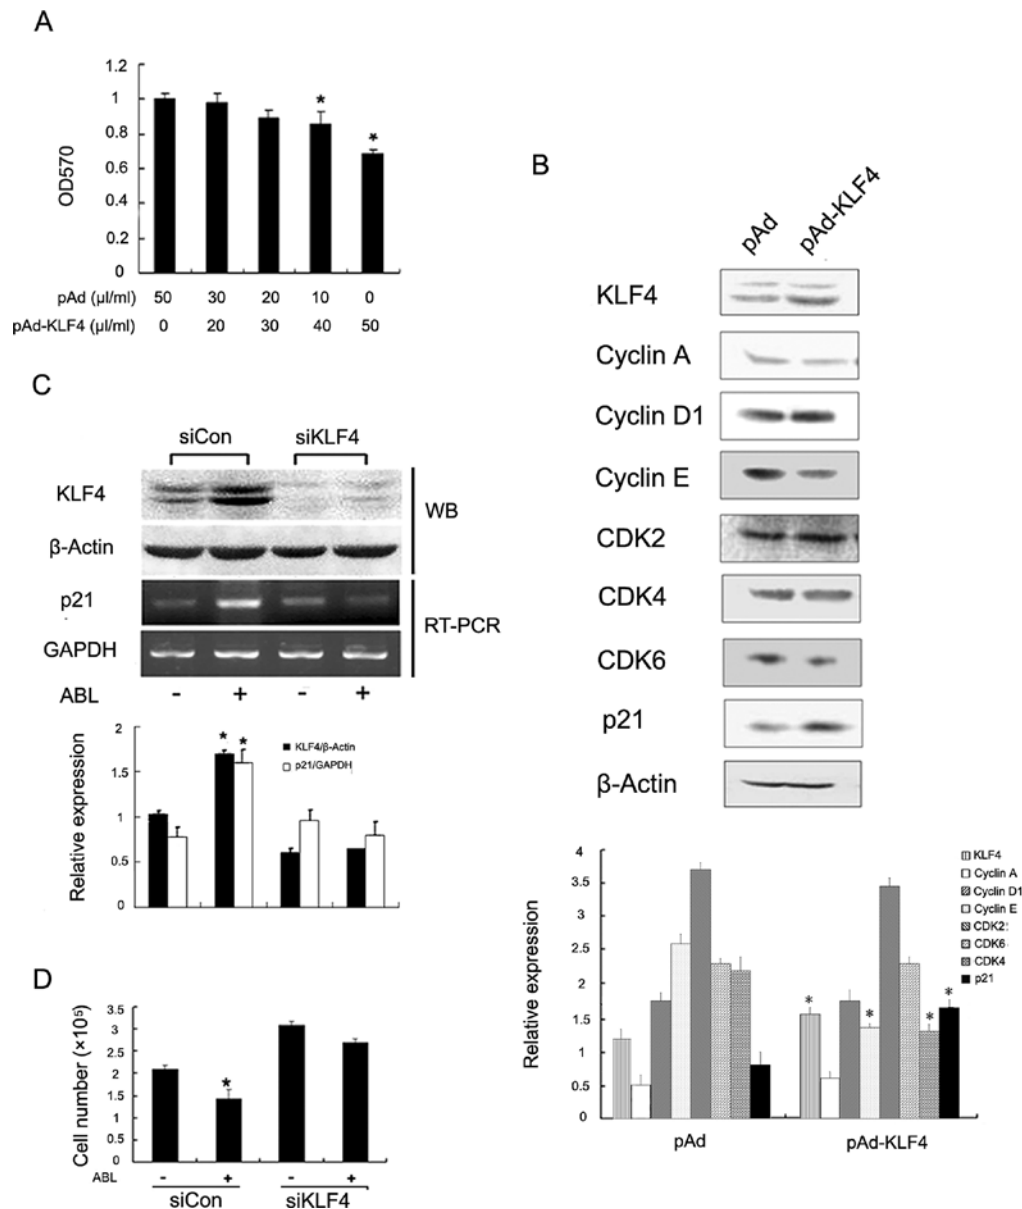 A
1.2
1
0.8
0.6
0.4
0.2
0
OD570
*
*
pAd (μl/ml) 50 30 20 10 0
pAd-KLF4 (μl/ml) 0 20 30 40 50
B
pAd pAd-KLF4
KLF4
Cyclin A
Cyclin D1
Cyclin E
CDK2
CDK4
CDK6
p21
β-Actin
4
3.5
2.5
2
1.5
1
0.5
0
Relative expression
* * * *
pAd pAd-KLF4
KLF4
Cyclin A
Cyclin D1
Cyclin E
CDK2:
CDK6
CDK4
p21
C
siCon siKLF4
KLF4
β-Actin
WB
p21
GAPDH
RT-PCR
ABL - + - +
2
1.5
1
0.5
0
Relative expression
* *
KLF4/β-Actin
p21/GAPDH
D
3.5
3
2.5
2
1.5
1
0.5
0
Cell number (×10⁵)
*
ABL - + - +
siCon siKLF4